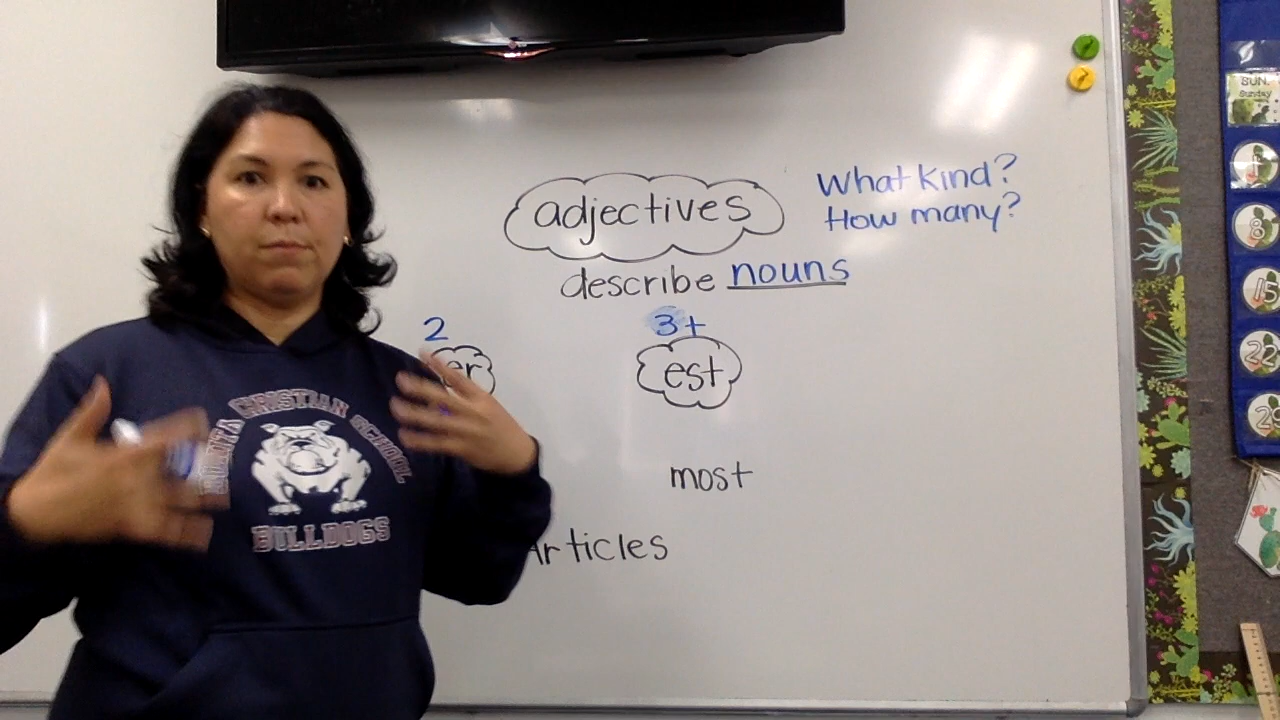 adjectives
What kind?
How many?
describe nouns
2
3+
er
est
most
Articles
CHRISTIAN SCHOOL
BULLDOGS
SUN.
Sunday
8
15
22
29